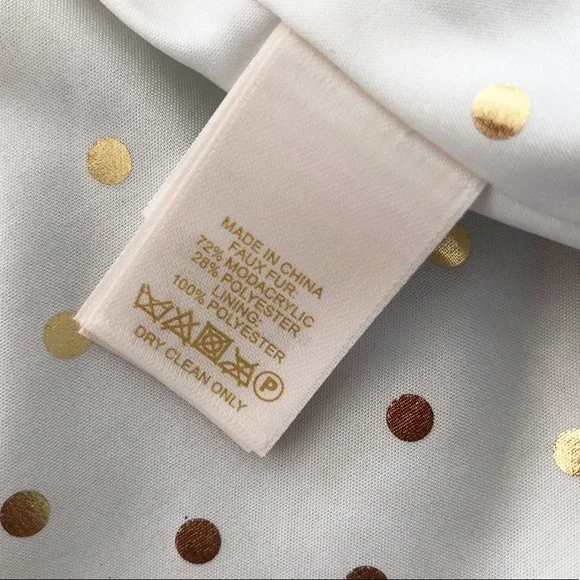 MADE IN CHINA
FAUX FUR:
72% MODACRYLIC
28% POLYESTER
LINING:
100% POLYESTER
P
DRY CLEAN ONLY